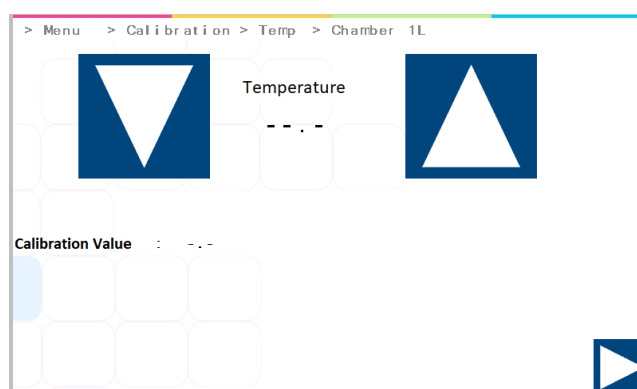 > Menu > Calibration > Temp > Chamber 1L
Temperature
--.-
Calibration Value : -.-